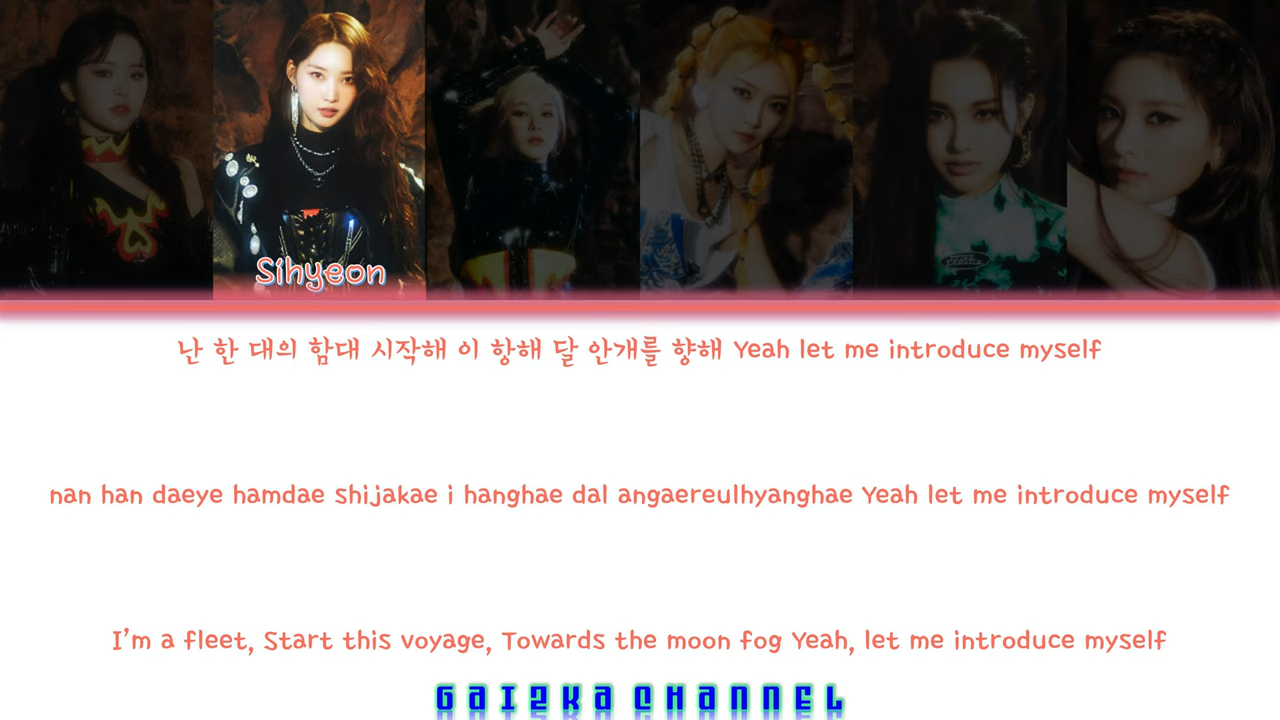 Sihyeon
난 한 대의 함대 시작해 이 항해 달 안개를 향해 Yeah let me introduce myself
nan han daeye hamdae shijakae i hanghae dal angaereulhyanghae Yeah let me introduce myself
I'm a fleet, Start this voyage, Towards the moon fog Yeah, let me introduce myself
GaIZKa CHaNNEL